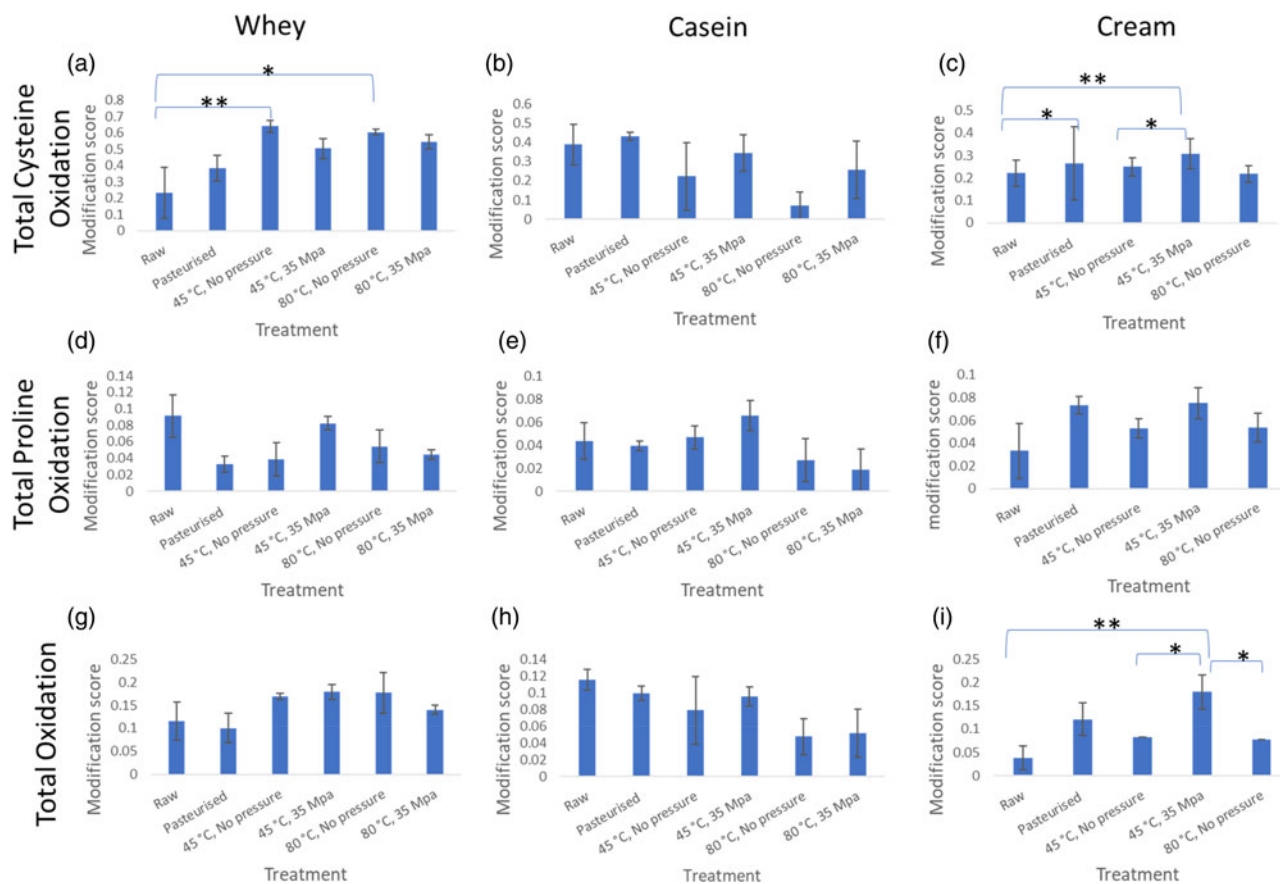 Whey
Casein
Cream
Total Cysteine
Oxidation
(a)
Modification score
0.8
0.7
0.6
0.5
0.4
0.3
0.2
0.1
0
**
*
Raw
Pasteurised
45 °C, No pressure
45 °C, 35 Mpa
80 °C, No pressure
80 °C, 35 Mpa
Treatment
(b)
Modification score
0.6
0.5
0.4
0.3
0.2
0.1
0
Raw
Pasteurised
45 °C, No pressure
45 °C, 35 Mpa
80 °C, No pressure
80 °C, 35 Mpa
Treatment
(c)
Modification score
0.5
0.4
0.3
0.2
0.1
0
**
*
*
Raw
Pasteurised
45 °C, No pressure
45 °C, 35 Mpa
80 °C, No pressure
Treatment
Total Proline
Oxidation
(d)
Modification score
0.14
0.12
0.1
0.08
0.06
0.04
0.02
0
Raw
Pasteurised
45 °C, No pressure
45 °C, 35 Mpa
80 °C, No pressure
80 °C, 35 Mpa
Treatment
(e)
Modification score
0.1
0.08
0.06
0.04
0.02
0
Raw
Pasteurised
45 °C, No pressure
45 °C, 35 Mpa
80 °C, No pressure
80 °C, 35 Mpa
Treatment
(f)
modification score
0.1
0.08
0.06
0.04
0.02
0
Raw
Pasteurised
45 °C, No pressure
45 °C, 35 Mpa
80 °C, No pressure
Treatment
Total Oxidation
(g)
Modification score
0.25
0.2
0.15
0.1
0.05
0
Raw
Pasteurised
45 °C, No pressure
45 °C, 35 Mpa
80 °C, No pressure
80 °C, 35 Mpa
Treatment
(h)
Modification score
0.14
0.12
0.1
0.08
0.06
0.04
0.02
0
Raw
Pasteurised
45 °C, No pressure
45 °C, 35 Mpa
80 °C, No pressure
80 °C, 35 Mpa
Treatment
(i)
Modification score
0.25
0.2
0.15
0.1
0.05
0
**
*
*
Raw
Pasteurised
45 °C, No pressure
45 °C, 35 Mpa
80 °C, No pressure
Treatment